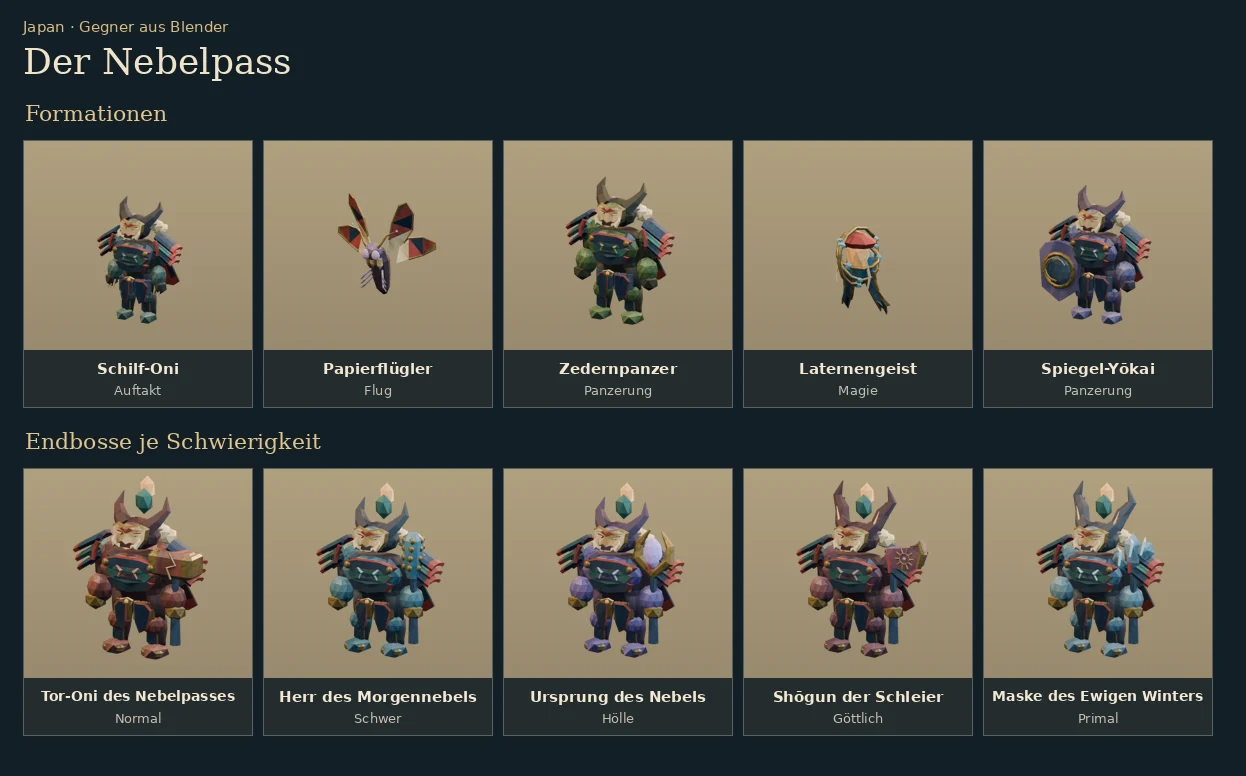 Japan · Gegner aus Blender
Der Nebelpass
Formationen
Schilf-Oni
Auftakt
Papierflügler
Flug
Zedernpanzer
Panzerung
Laternengeist
Magie
Spiegel-Yōkai
Panzerung
Endbosse je Schwierigkeit
Tor-Oni des Nebelpasses
Normal
Herr des Morgennebels
Schwer
Ursprung des Nebels
Hölle
Shōgun der Schleier
Göttlich
Maske des Ewigen Winters
Primal